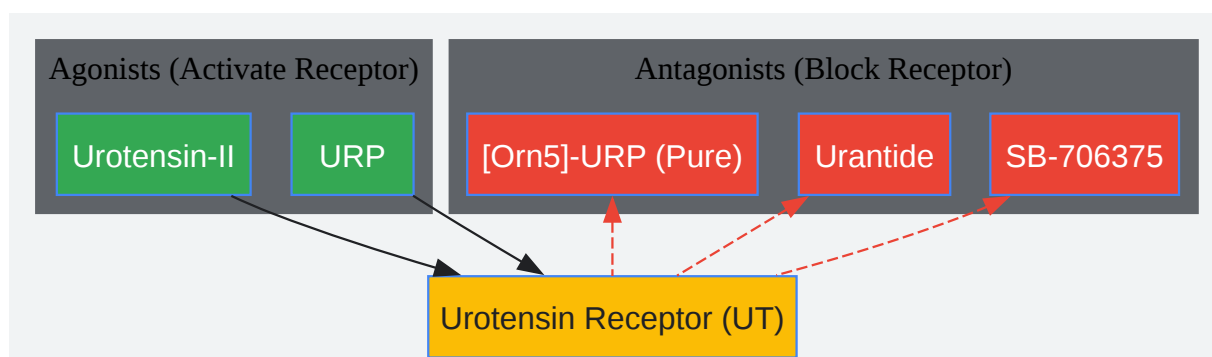 Agonists (Activate Receptor)
Antagonists (Block Receptor)
Urotensin-II
URP
[Orn5]-URP (Pure)
Urantide
SB-706375
Urotensin Receptor (UT)